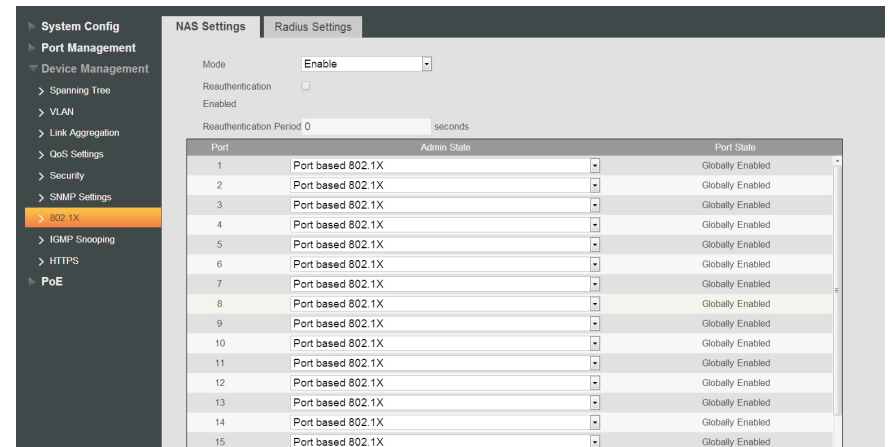 System Config
Port Management
Device Management
Spanning Tree
VLAN
Link Aggregation
QoS Settings
Security
SNMP Settings
802.1X
IGMP Snooping
HTTPS
PoE
NAS Settings Radius Settings
Mode Enable
Reauthentication
Enabled
Reauthentication Period 0 seconds
Port Admin State Port State
1 Port based 802.1X Globally Enabled
2 Port based 802.1X Globally Enabled
3 Port based 802.1X Globally Enabled
4 Port based 802.1X Globally Enabled
5 Port based 802.1X Globally Enabled
6 Port based 802.1X Globally Enabled
7 Port based 802.1X Globally Enabled
8 Port based 802.1X Globally Enabled
9 Port based 802.1X Globally Enabled
10 Port based 802.1X Globally Enabled
11 Port based 802.1X Globally Enabled
12 Port based 802.1X Globally Enabled
13 Port based 802.1X Globally Enabled
14 Port based 802.1X Globally Enabled
15 Port based 802.1X Globally Enabled